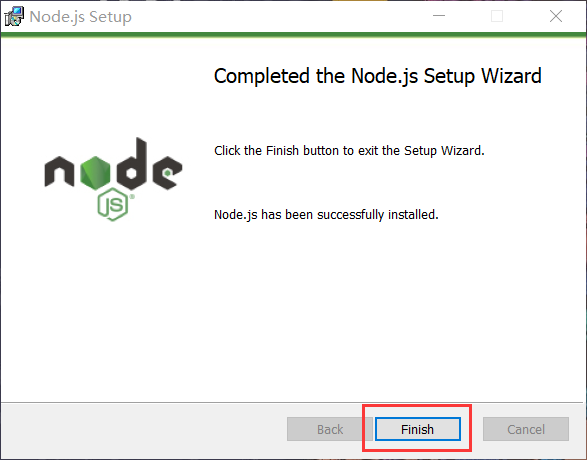 Node.js Setup
Completed the Node.js Setup Wizard
Click the Finish button to exit the Setup Wizard.
node
JS
Node.js has been successfully installed.
Back
Finish
Cancel